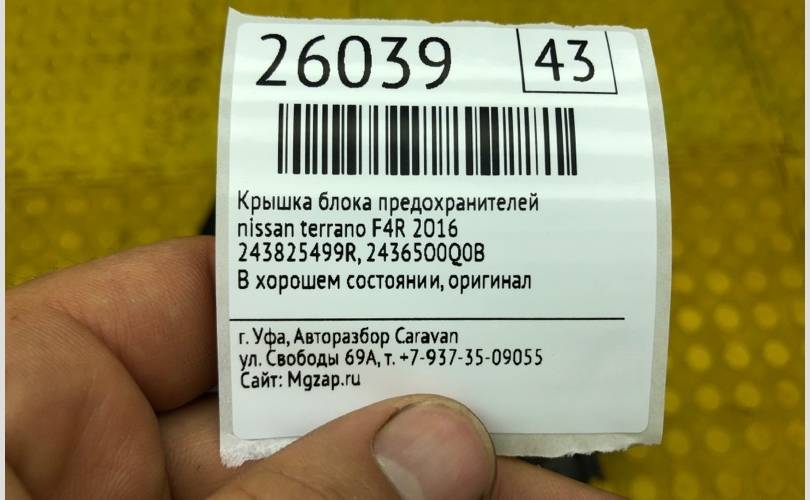 26039
43
Крышка блока предохранителей
nissan terrano F4R 2016
243825499R, 2436500Q0B
В хорошем состоянии, оригинал
г. Уфа, Авторазбор Caravan
ул. Свободы 69А, т. +7-937-35-09055
Сайт: Mgzap.ru